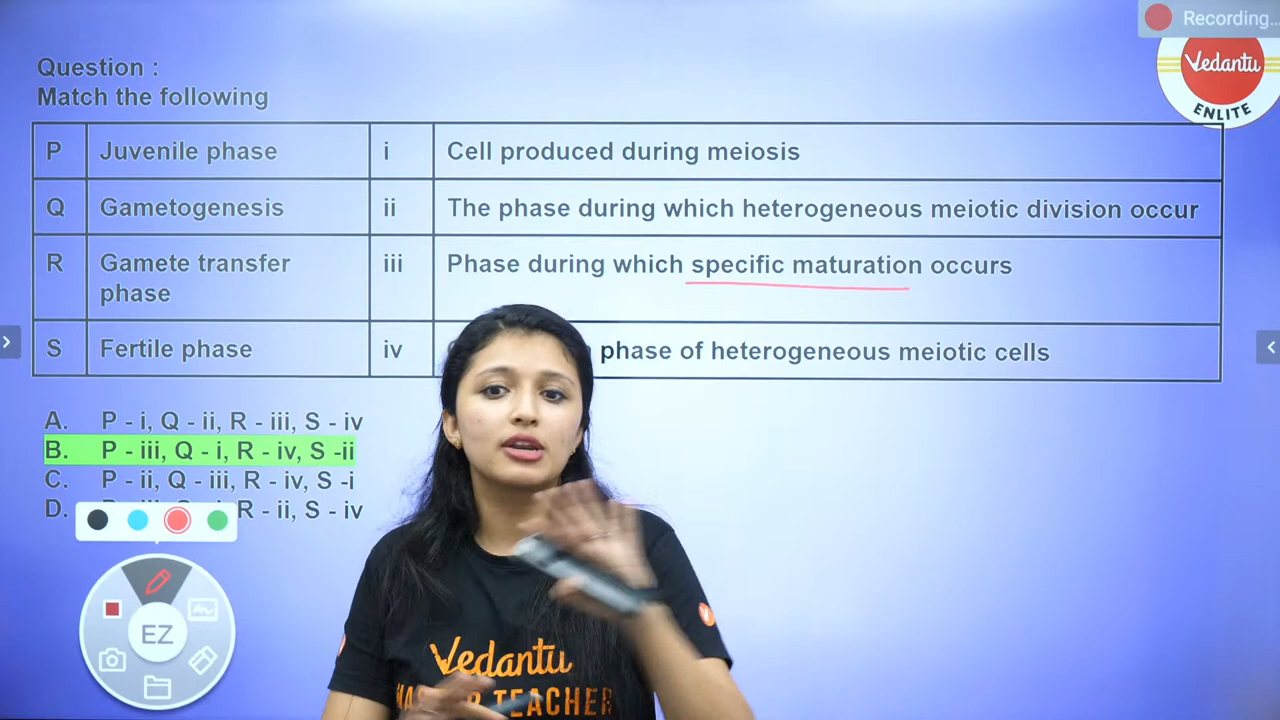 Recording...
Vedantu
ENLITE
Question :
Match the following
P Juvenile phase i Cell produced during meiosis
Q Gametogenesis ii The phase during which heterogeneous meiotic division occur
R Gamete transfer phase iii Phase during which specific maturation occurs
S Fertile phase iv phase of heterogeneous meiotic cells
A. P - i, Q - ii, R - iii, S - iv
B. P - iii, Q - i, R - iv, S -ii
C. P - ii, Q - iii, R - iv, S -i
D. R - ii, S - iv
EZ
Vedantu
TEACHER